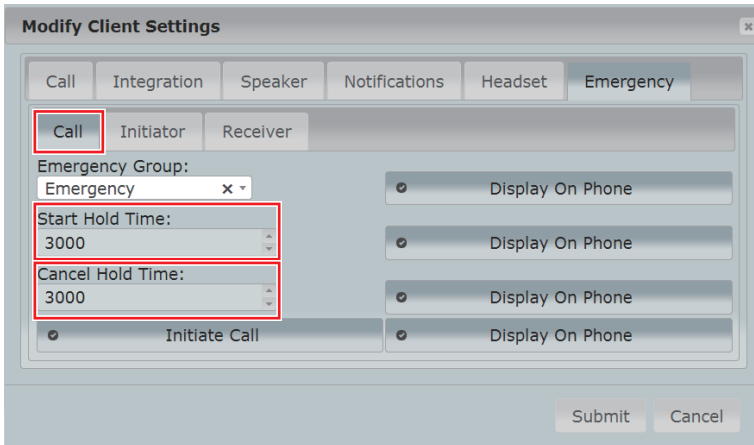 Modify Client Settings
Call Integration Speaker Notifications Headset Emergency
Call Initiator Receiver
Emergency Group:
Emergency Display On Phone
Start Hold Time:
3000 Display On Phone
Cancel Hold Time:
3000 Display On Phone
Initiate Call Display On Phone
Submit Cancel